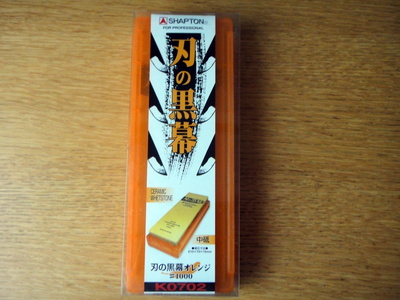 SHAPTON®
FOR PROFESSIONAL
刃の黒幕
CERAMIC
WHETSTONE
中砥
刃の黒幕オレンジ
#1000
K0702